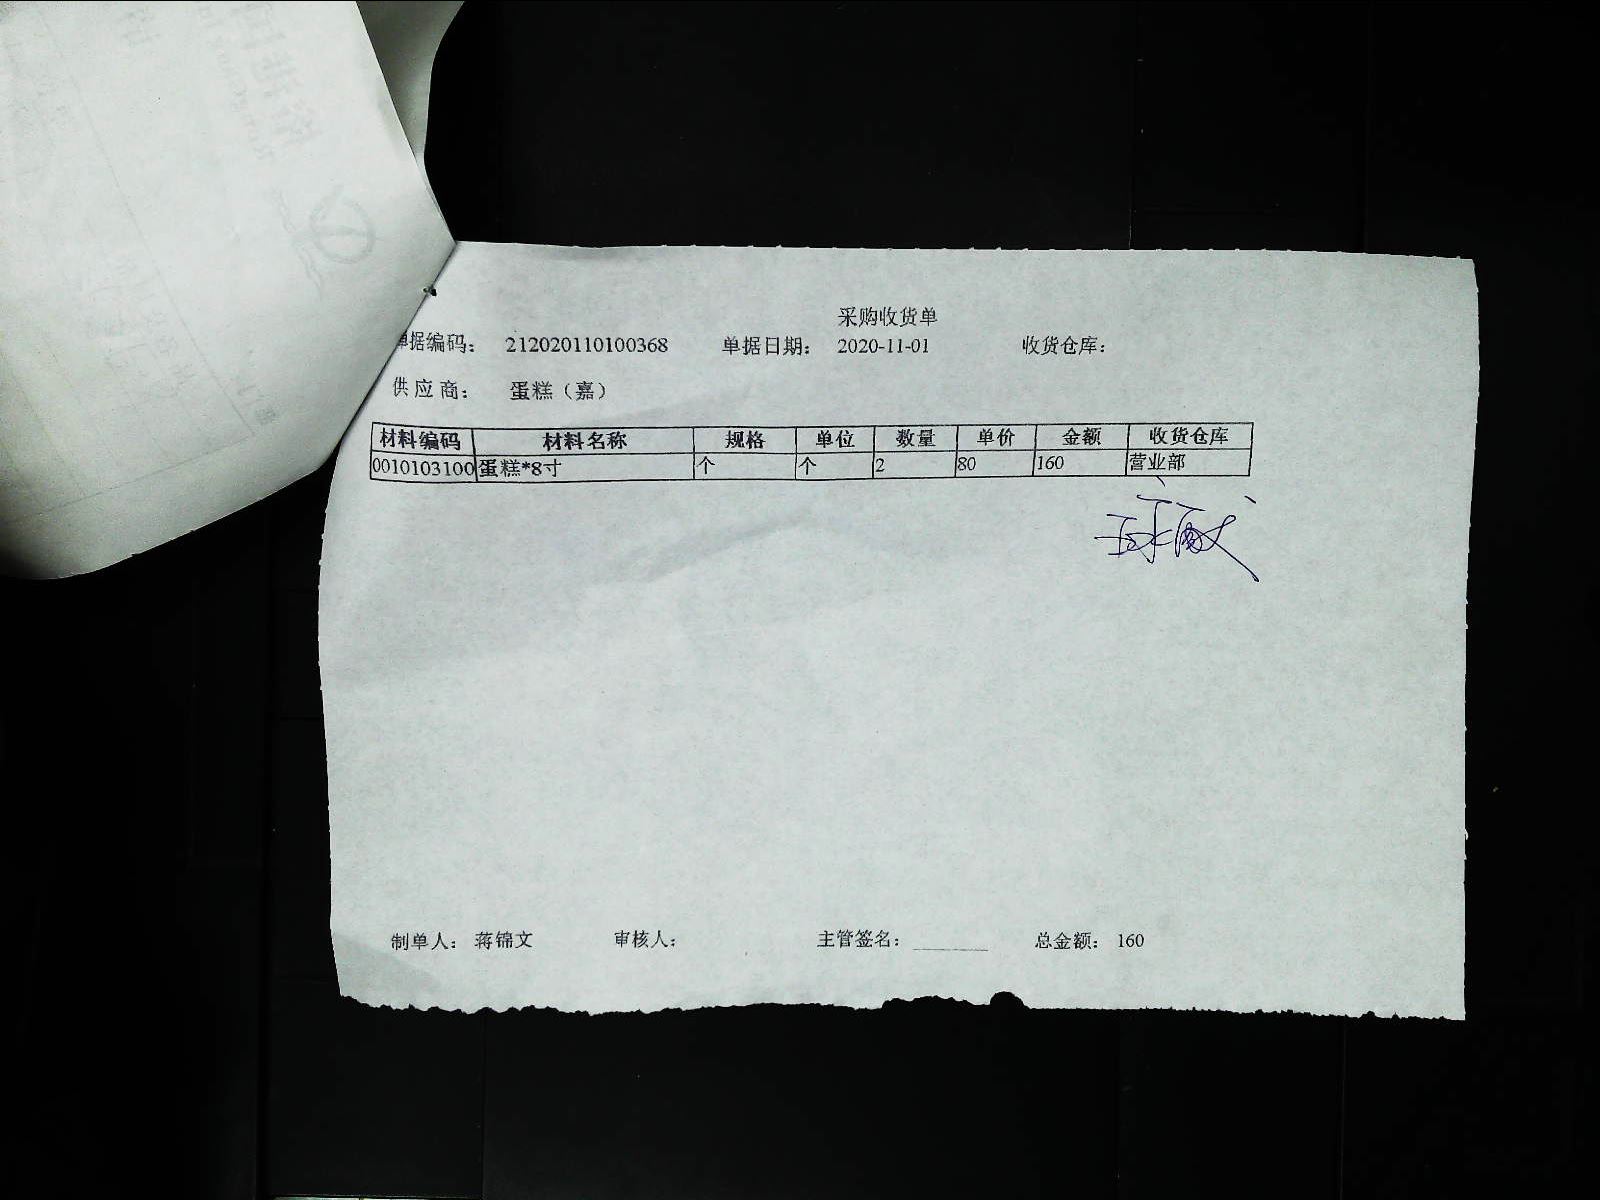 采购收货单
单据编码： 212020110100368 单据日期： 2020-11-01 收货仓库：
供应商： 蛋糕（嘉）
材料编码 材料名称 规格 单位 数量 单价 金额 收货仓库
0010103100 蛋糕*8寸 个 个 2 80 160 营业部
制单人： 蒋锦文 审核人： 主管签名： 总金额： 160